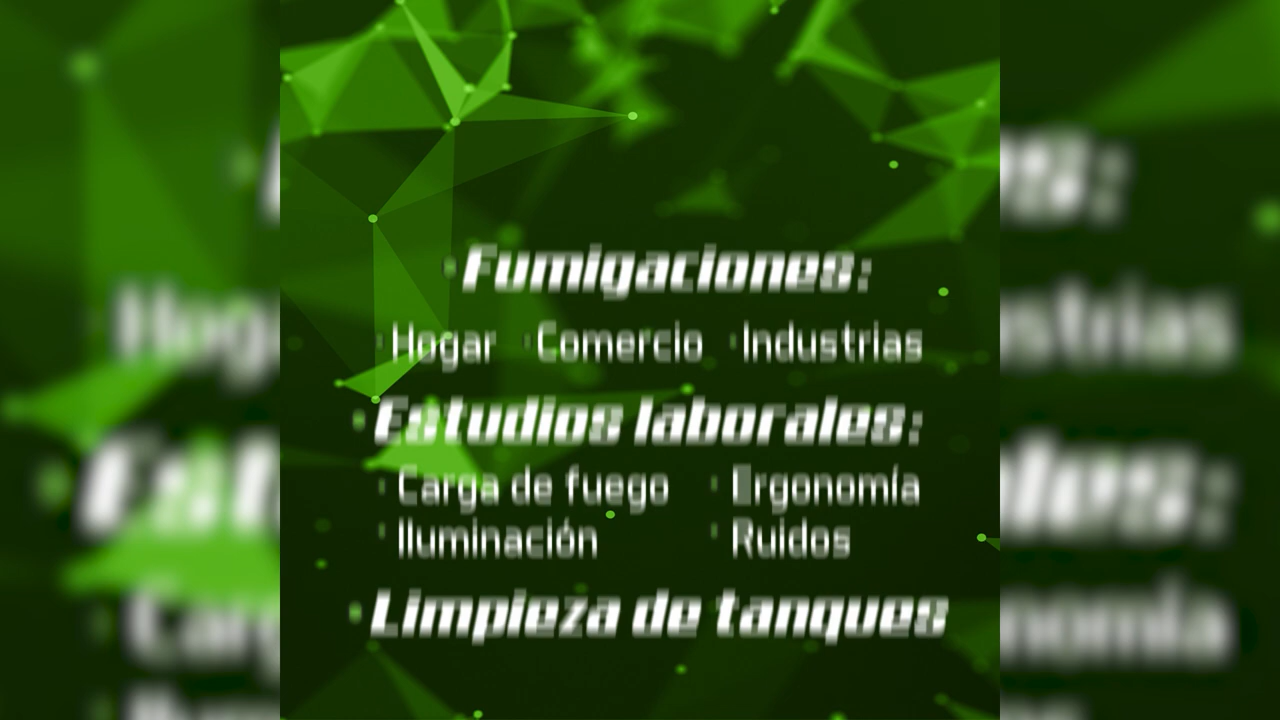 Fumigaciones:
Hogar Comercio Industrias
Estudios laborales:
Carga de fuego Ergonomía
Iluminación Ruidos
Limpieza de tanques